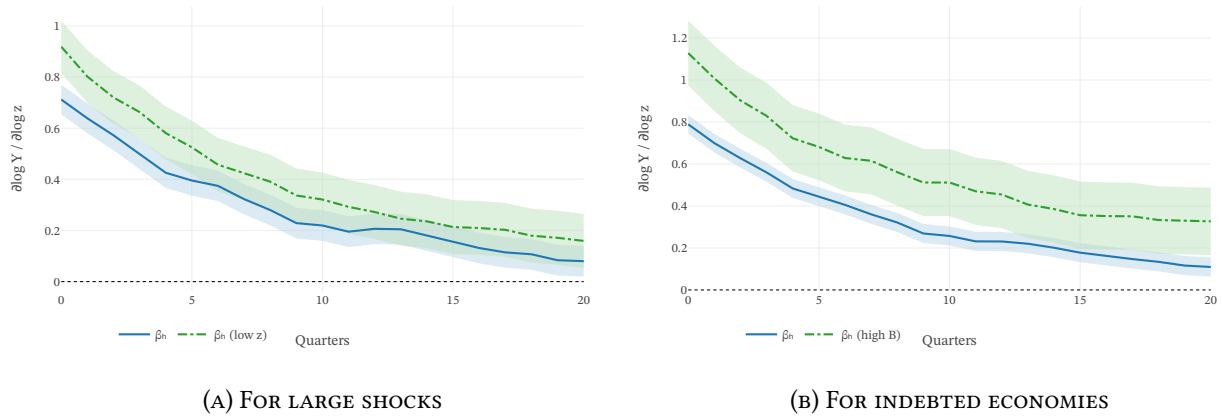 1
0.8
0.6
0.4
0.2
0
∂log Y / ∂log z
0 5 10 15 20
Quarters
βₕ βₕ (low z)
(A) FOR LARGE SHOCKS
1.2
1
0.8
0.6
0.4
0.2
0
∂log Y / ∂log z
0 5 10 15 20
Quarters
βₕ βₕ (high B)
(B) FOR INDEBTED ECONOMIES